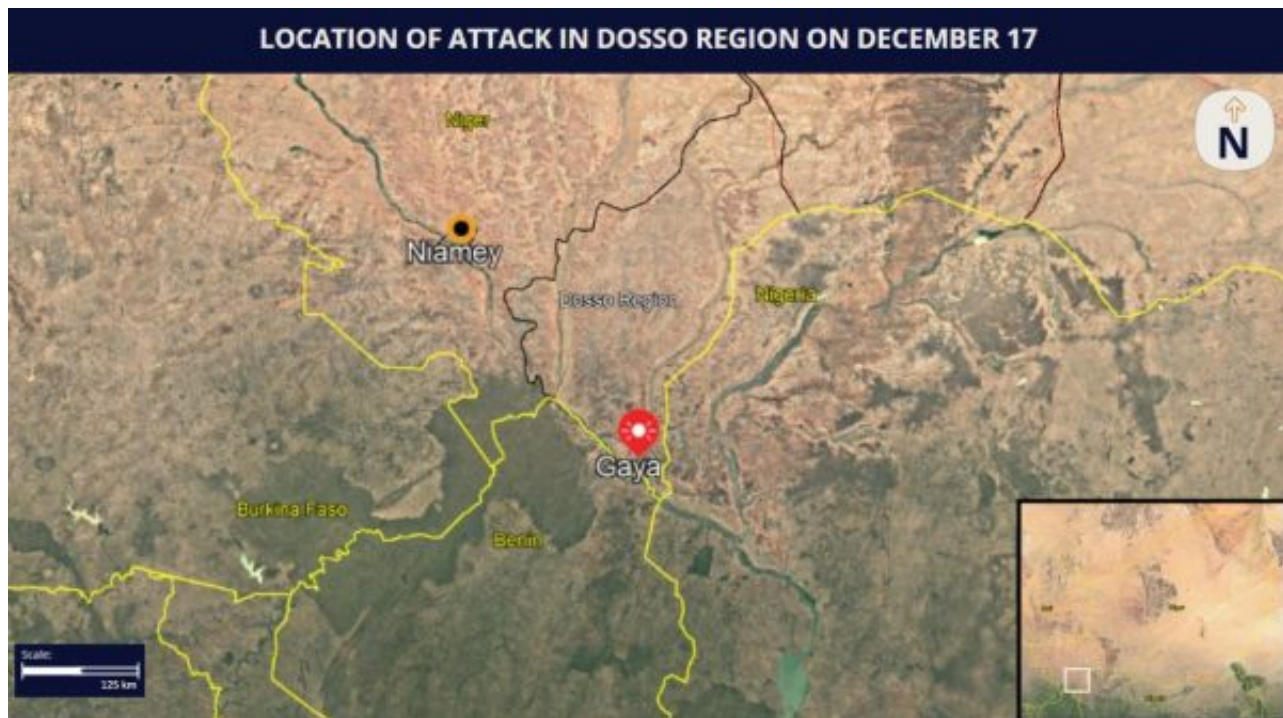 LOCATION OF ATTACK IN DOSSO REGION ON DECEMBER 17
Niger
N
Niamey
Dosso Region
Nigeria
Gaya
Burkina Faso
Benin
Scale:
125 km
Niger